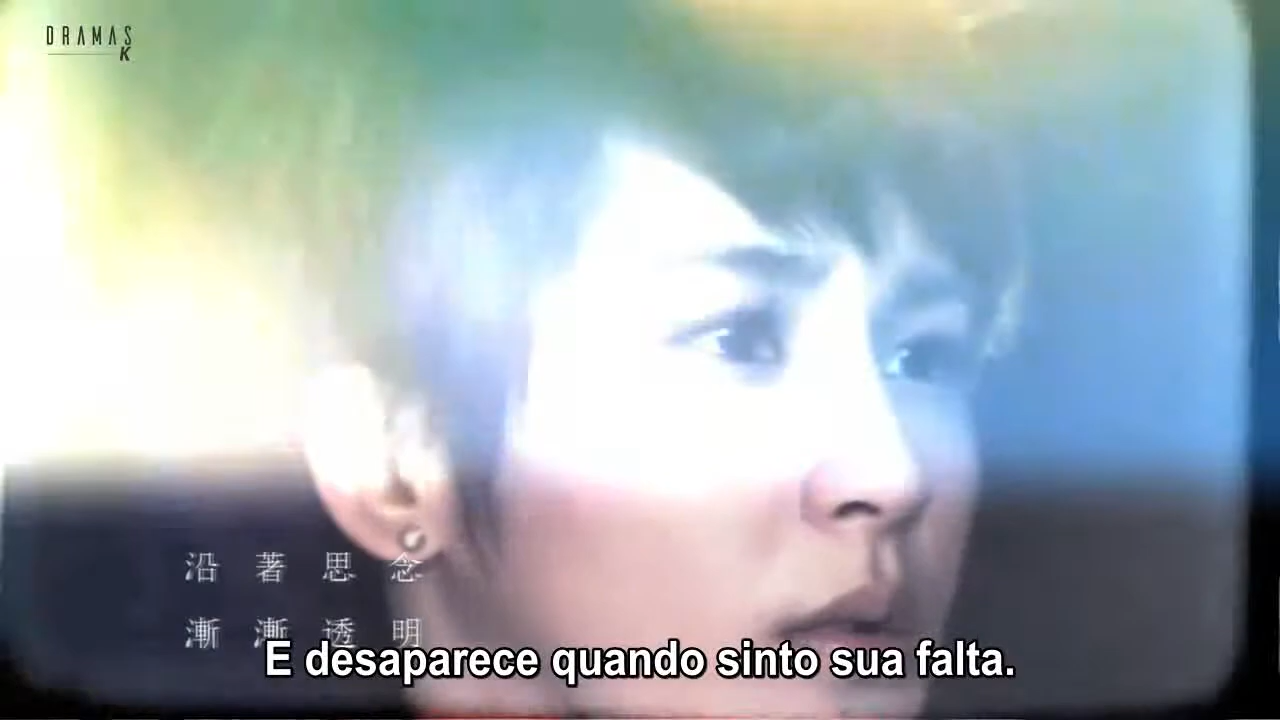 DRAMAS
K
沿著思念
漸漸透明
E desaparece quando sinto sua falta.